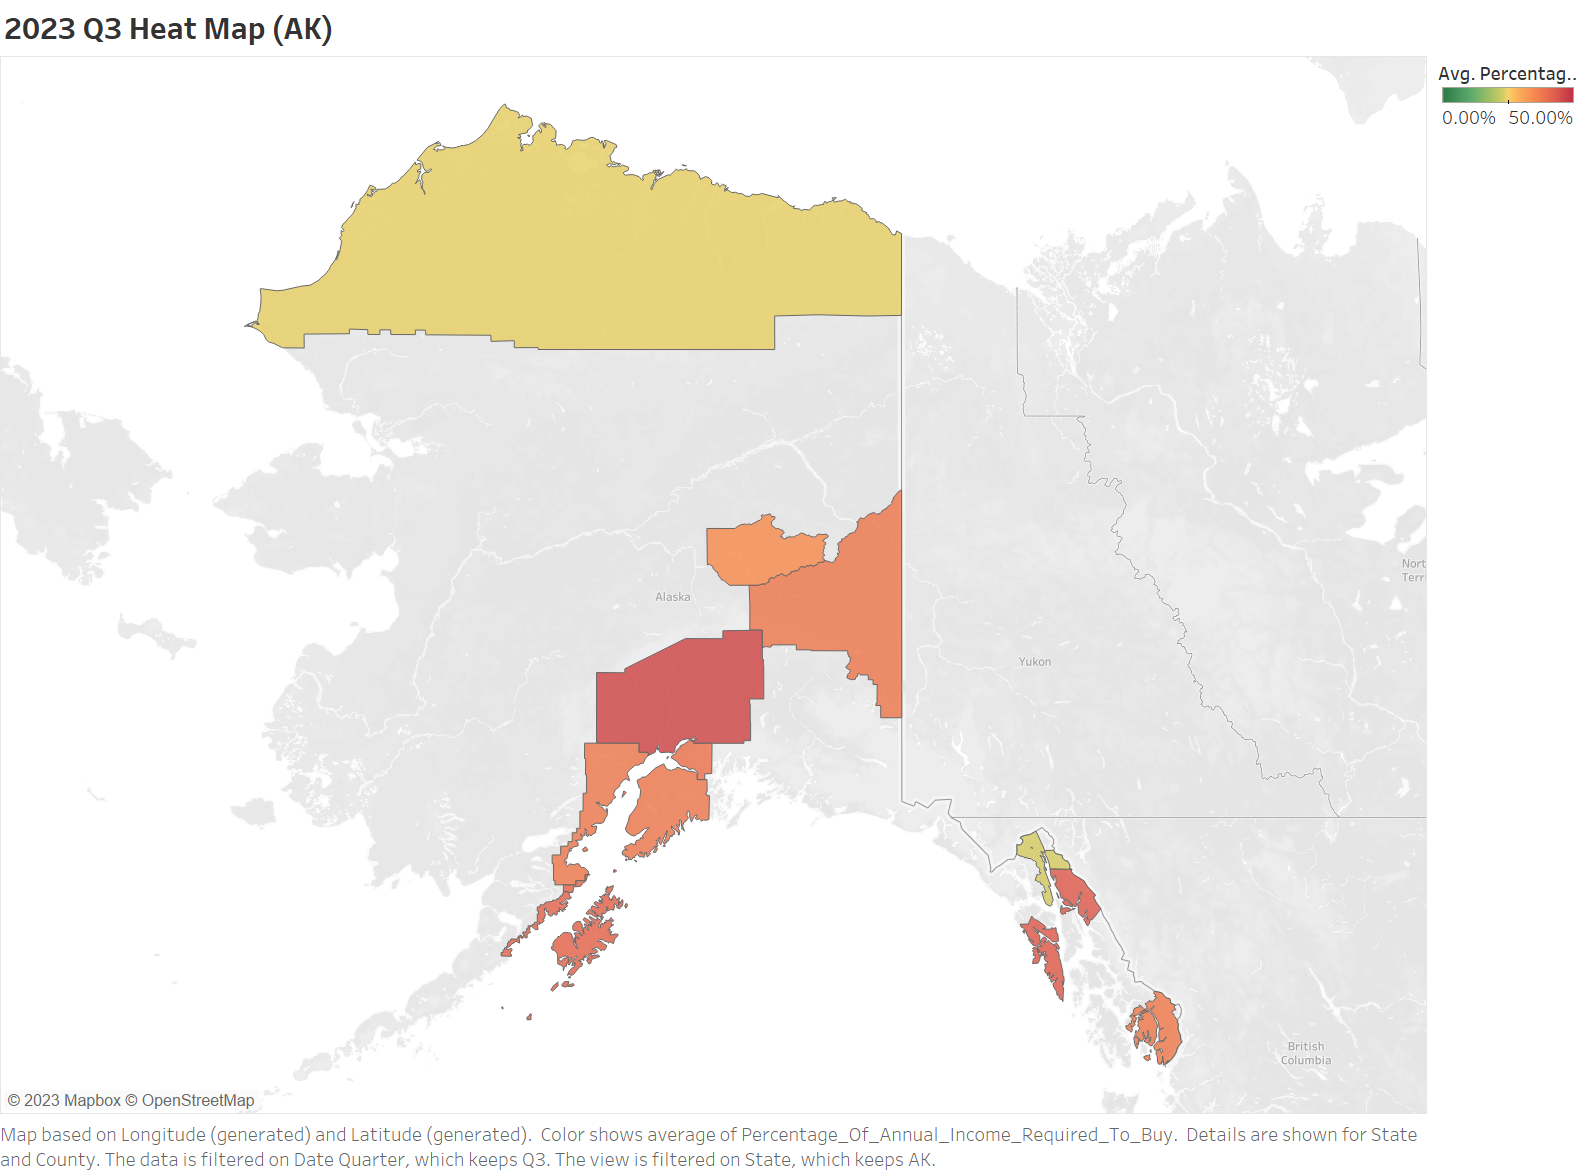 2023 Q3 Heat Map (AK)
Avg. Percentag..
0.00% 50.00%
Nort
Terri
Alaska
Yukon
British
Columbia
© 2023 Mapbox © OpenStreetMap
Map based on Longitude (generated) and Latitude (generated). Color shows average of Percentage_Of_Annual_Income_Required_To_Buy. Details are shown for State
and County. The data is filtered on Date Quarter, which keeps Q3. The view is filtered on State, which keeps AK.